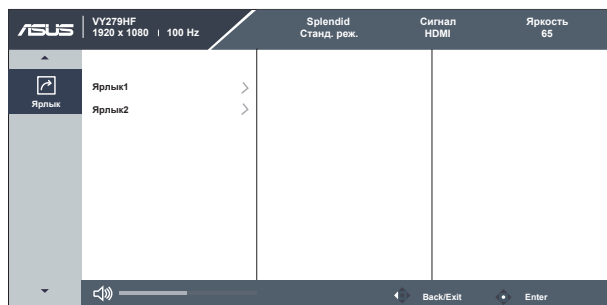 ASUS
VY279HF
1920 x 1080 | 100 Hz
Splendid
Станд. реж.
Сигнал
HDMI
Яркость
65
Ярлык
Ярлык1
Ярлык2
Back/Exit
Enter